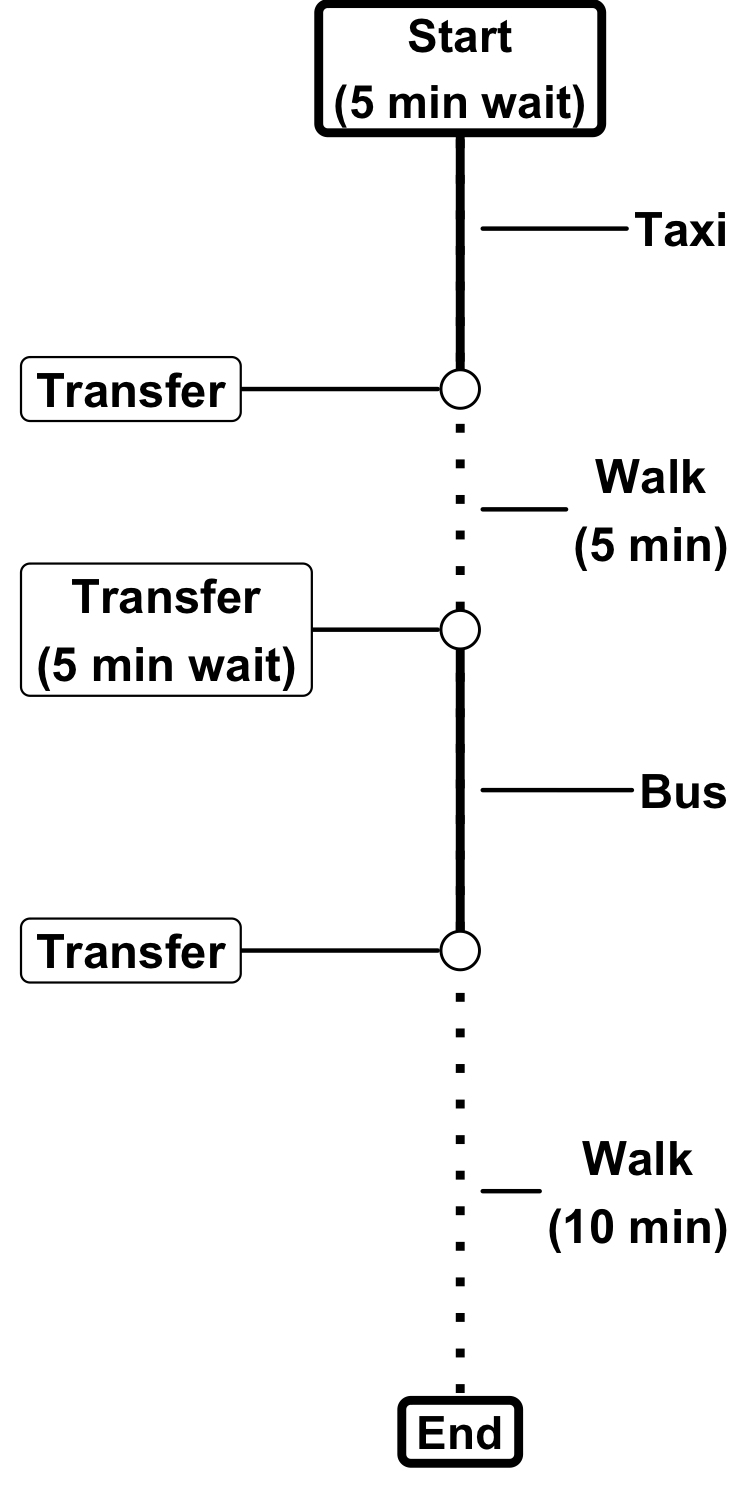 Start
(5 min wait)
Taxi
Transfer
Walk
(5 min)
Transfer
(5 min wait)
Bus
Transfer
Walk
(10 min)
End